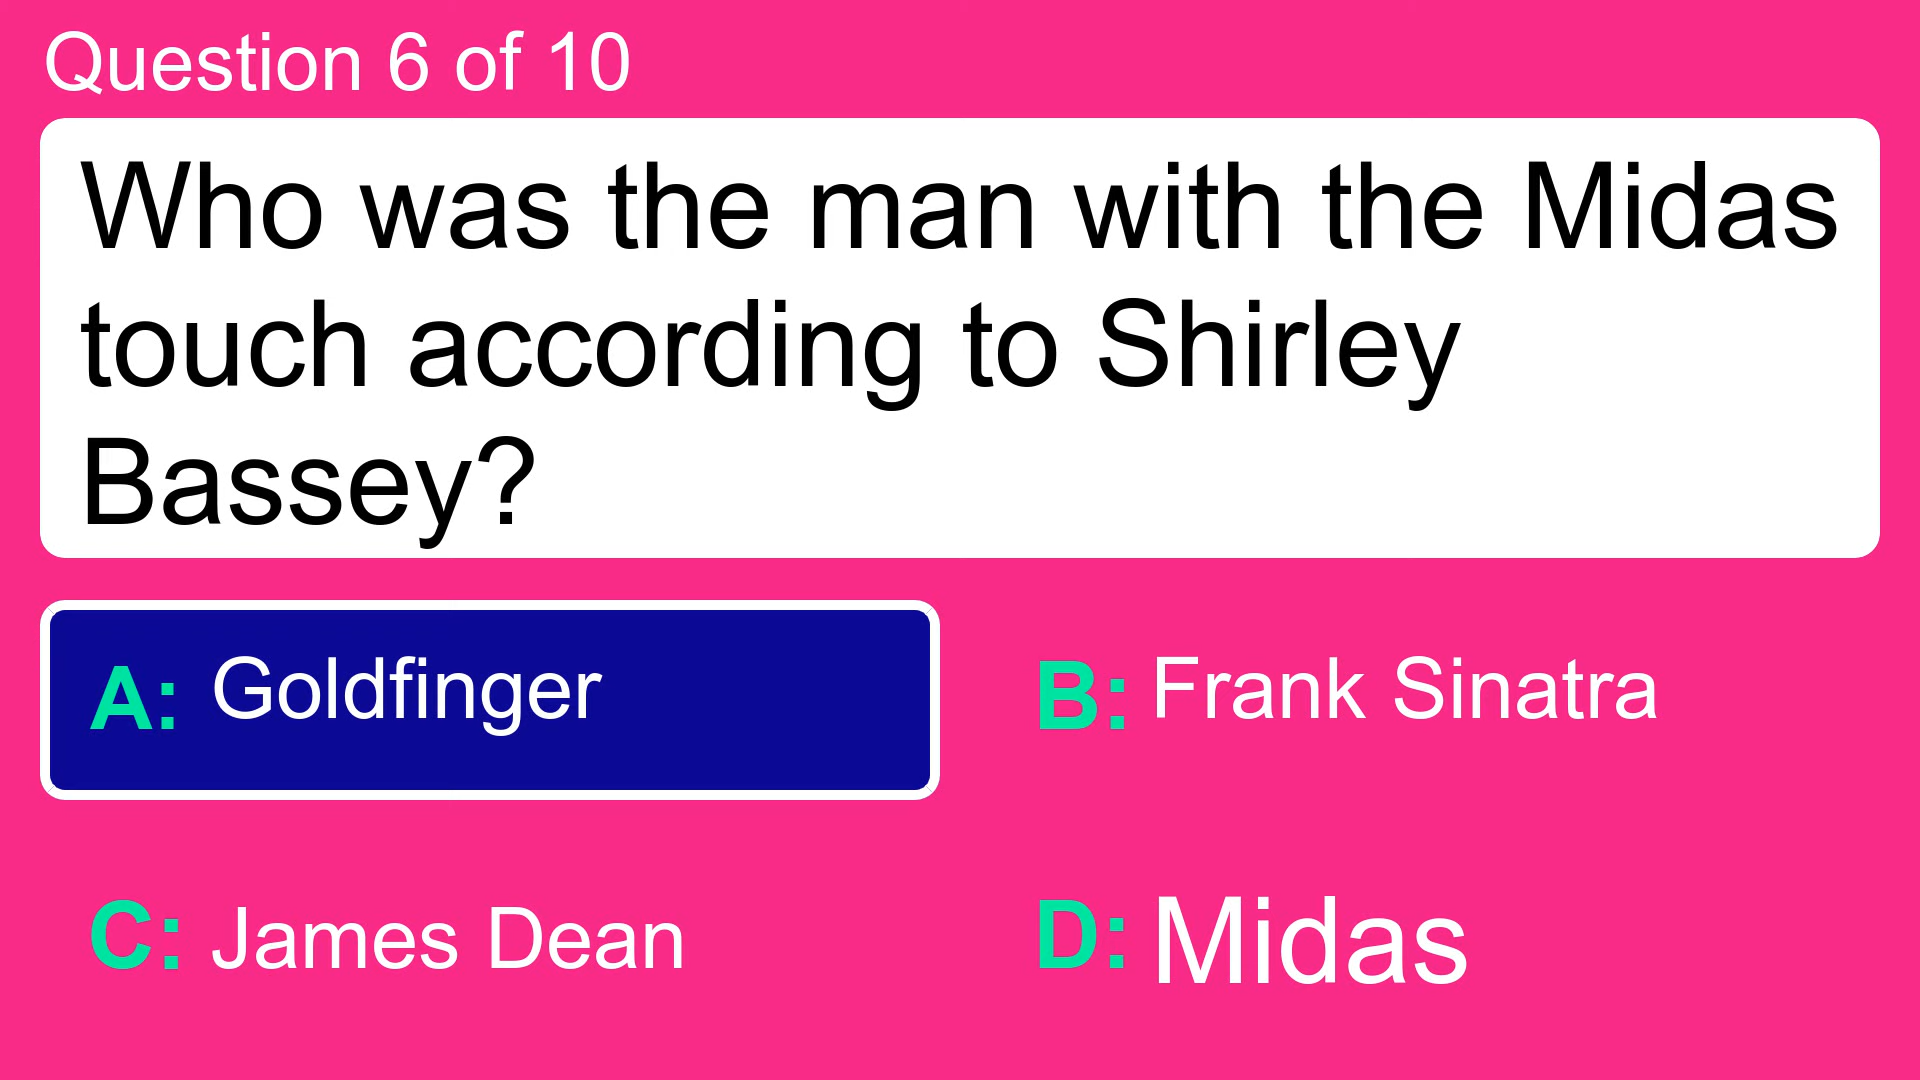 Question 6 of 10
Who was the man with the Midas
touch according to Shirley
Bassey?
A: Goldfinger
B: Frank Sinatra
C: James Dean
D: Midas